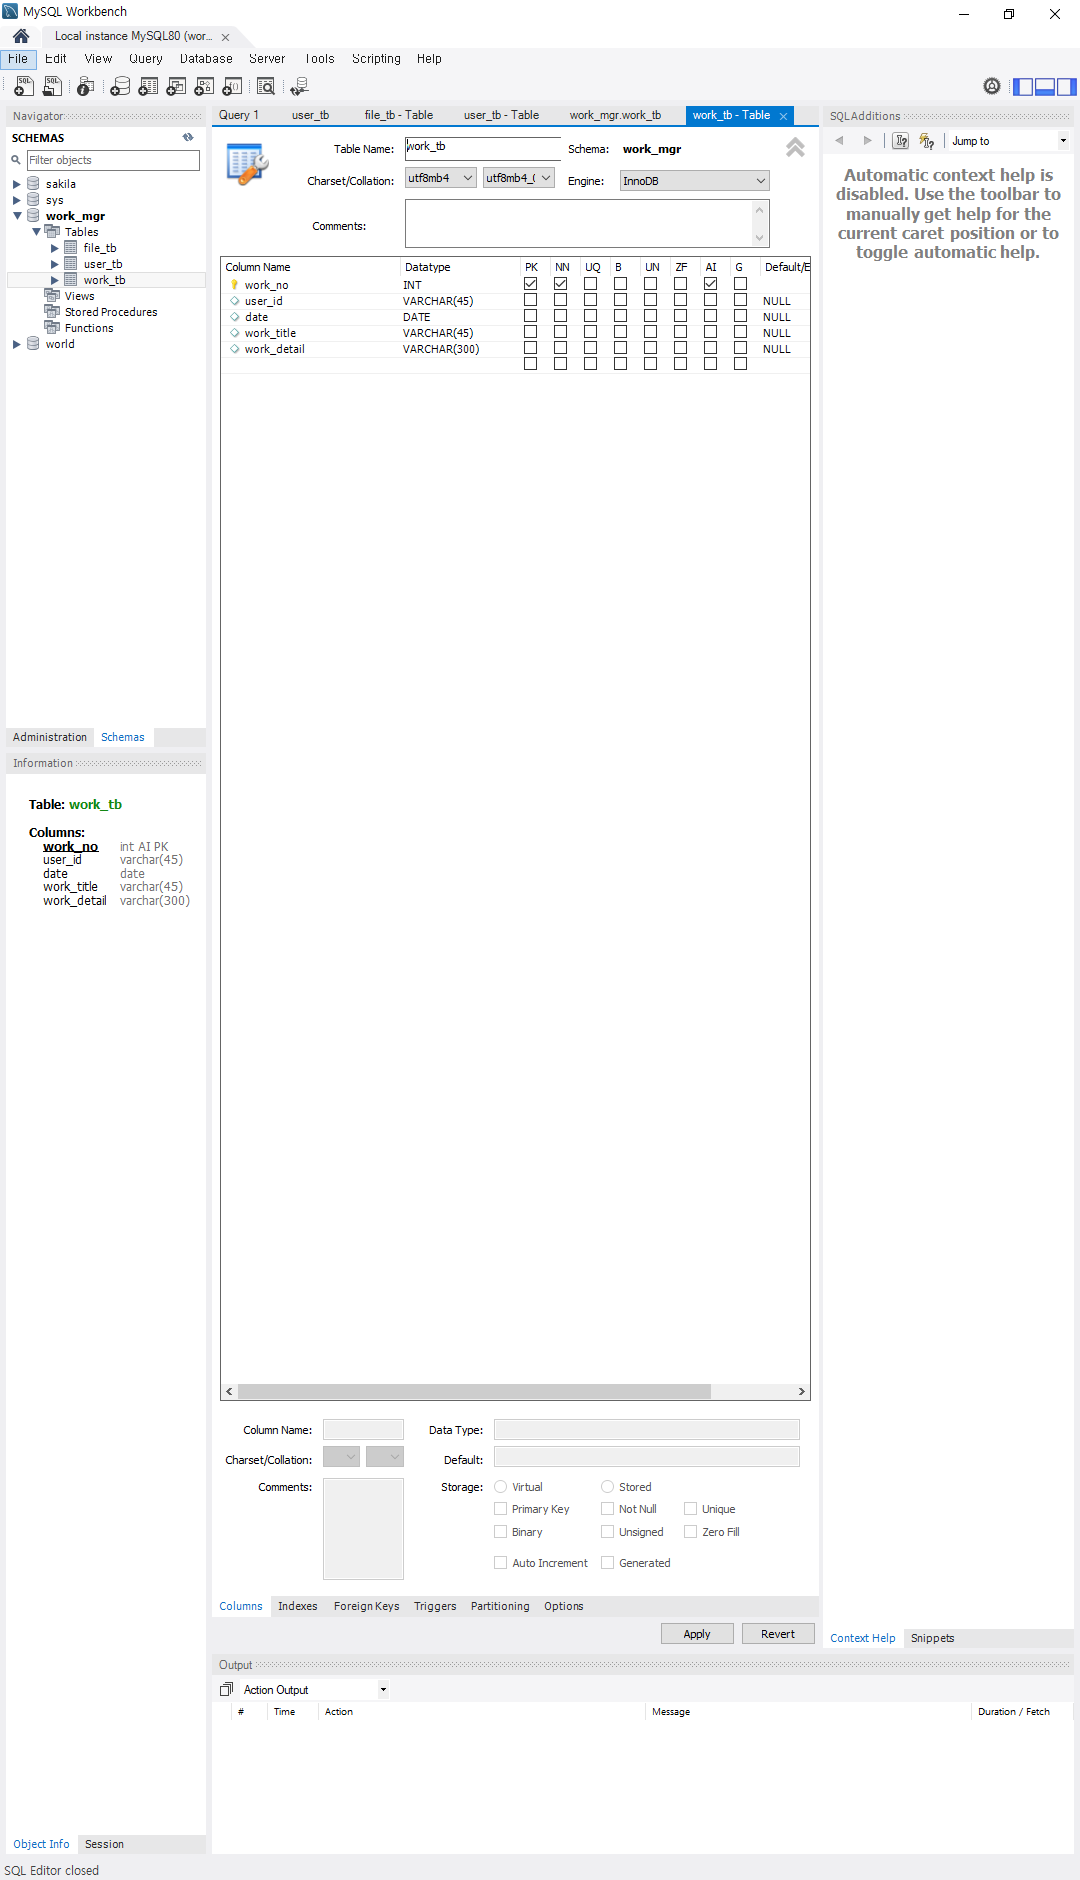 MySQL Workbench
Local instance MySQL80 (wor...
File Edit View Query Database Server Tools Scripting Help
Navigator
SCHEMAS
Filter objects
sakila
sys
work_mgr
Tables
file_tb
user_tb
work_tb
Views
Stored Procedures
Functions
world
Administration Schemas
Information
Table: work_tb
Columns:
work_no int AI PK
user_id varchar(45)
date date
work_title varchar(45)
work_detail varchar(300)
Object Info Session
Query 1 user_tb file_tb - Table user_tb - Table work_mgr.work_tb work_tb - Table
Table Name: work_tb Schema: work_mgr
Charset/Collation: utf8mb4 utf8mb4_ Engine: InnoDB
Comments:
Column Name Datatype PK NN UQ B UN ZF AI G Default/E
work_no INT
user_id VARCHAR(45) NULL
date DATE NULL
work_title VARCHAR(45) NULL
work_detail VARCHAR(300) NULL
Column Name: Data Type:
Charset/Collation: Default:
Comments: Storage: Virtual Stored
Primary Key Not Null Unique
Binary Unsigned Zero Fill
Auto Increment Generated
Columns Indexes Foreign Keys Triggers Partitioning Options
Apply Revert
SQLAdditions
Jump to
Automatic context help is
disabled. Use the toolbar to
manually get help for the
current caret position or to
toggle automatic help.
Context Help Snippets
Output
Action Output
# Time Action Message Duration / Fetch
SQL Editor closed